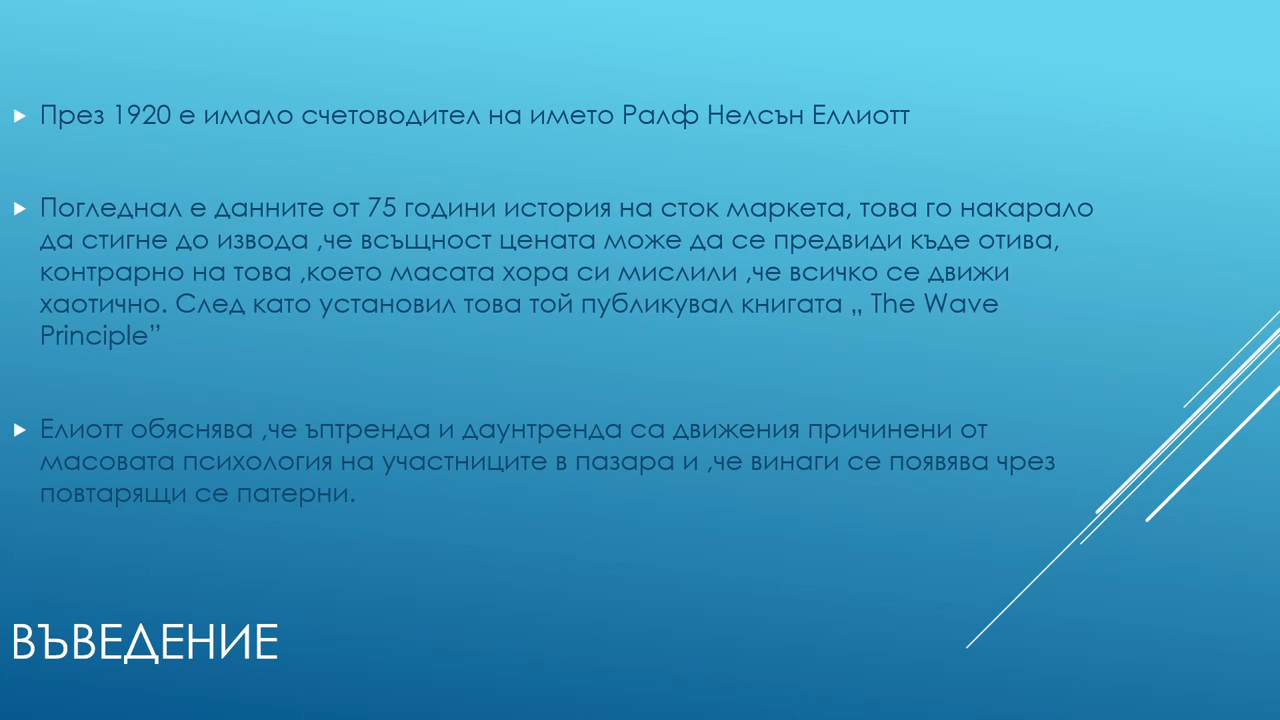 През 1920 е имало счетоводител на името Ралф Нелсън Еллиотт
Погледнал е данните от 75 години история на сток маркета, това го накарало
да стигне до извода ,че всъщност цената може да се предвиди къде отива,
контрарно на това ,което масата хора си мислили ,че всичко се движи
хаотично. След като установил това той публикувал книгата „ The Wave
Principle”
Елиотт обяснява ,че ъптренда и даунтренда са движения причинени от
масовата психология на участниците в пазара и ,че винаги се появява чрез
повтарящи се патерни.
ВЪВЕДЕНИЕ